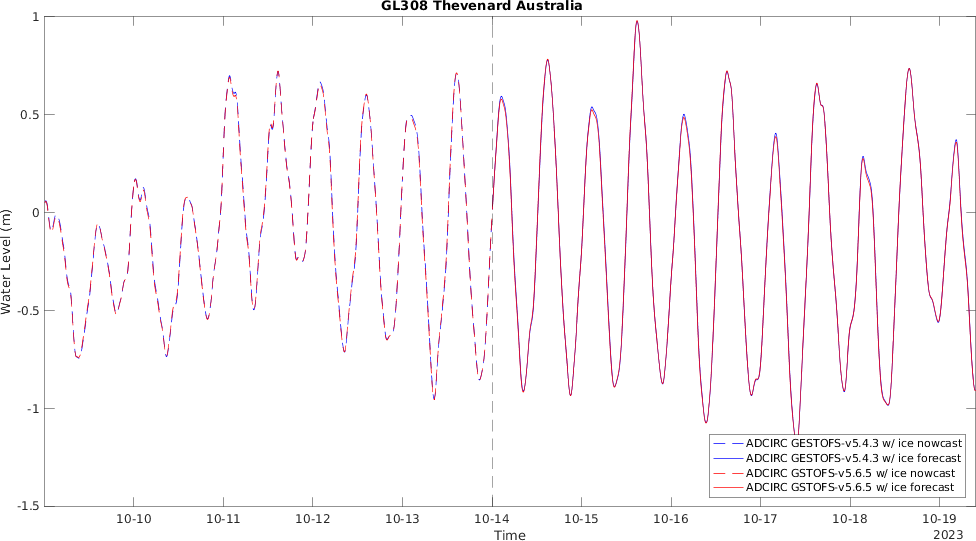 GL308 Thevenard Australia
Water Level (m)
1
0.5
0
-0.5
-1
-1.5
10-10
10-11
10-12
10-13
10-14
10-15
10-16
10-17
10-18
10-19
2023
Time
ADCIRC GESTOFS-v5.4.3 w/ ice nowcast
ADCIRC GESTOFS-v5.4.3 w/ ice forecast
ADCIRC GSTOFS-v5.6.5 w/ ice nowcast
ADCIRC GSTOFS-v5.6.5 w/ ice forecast